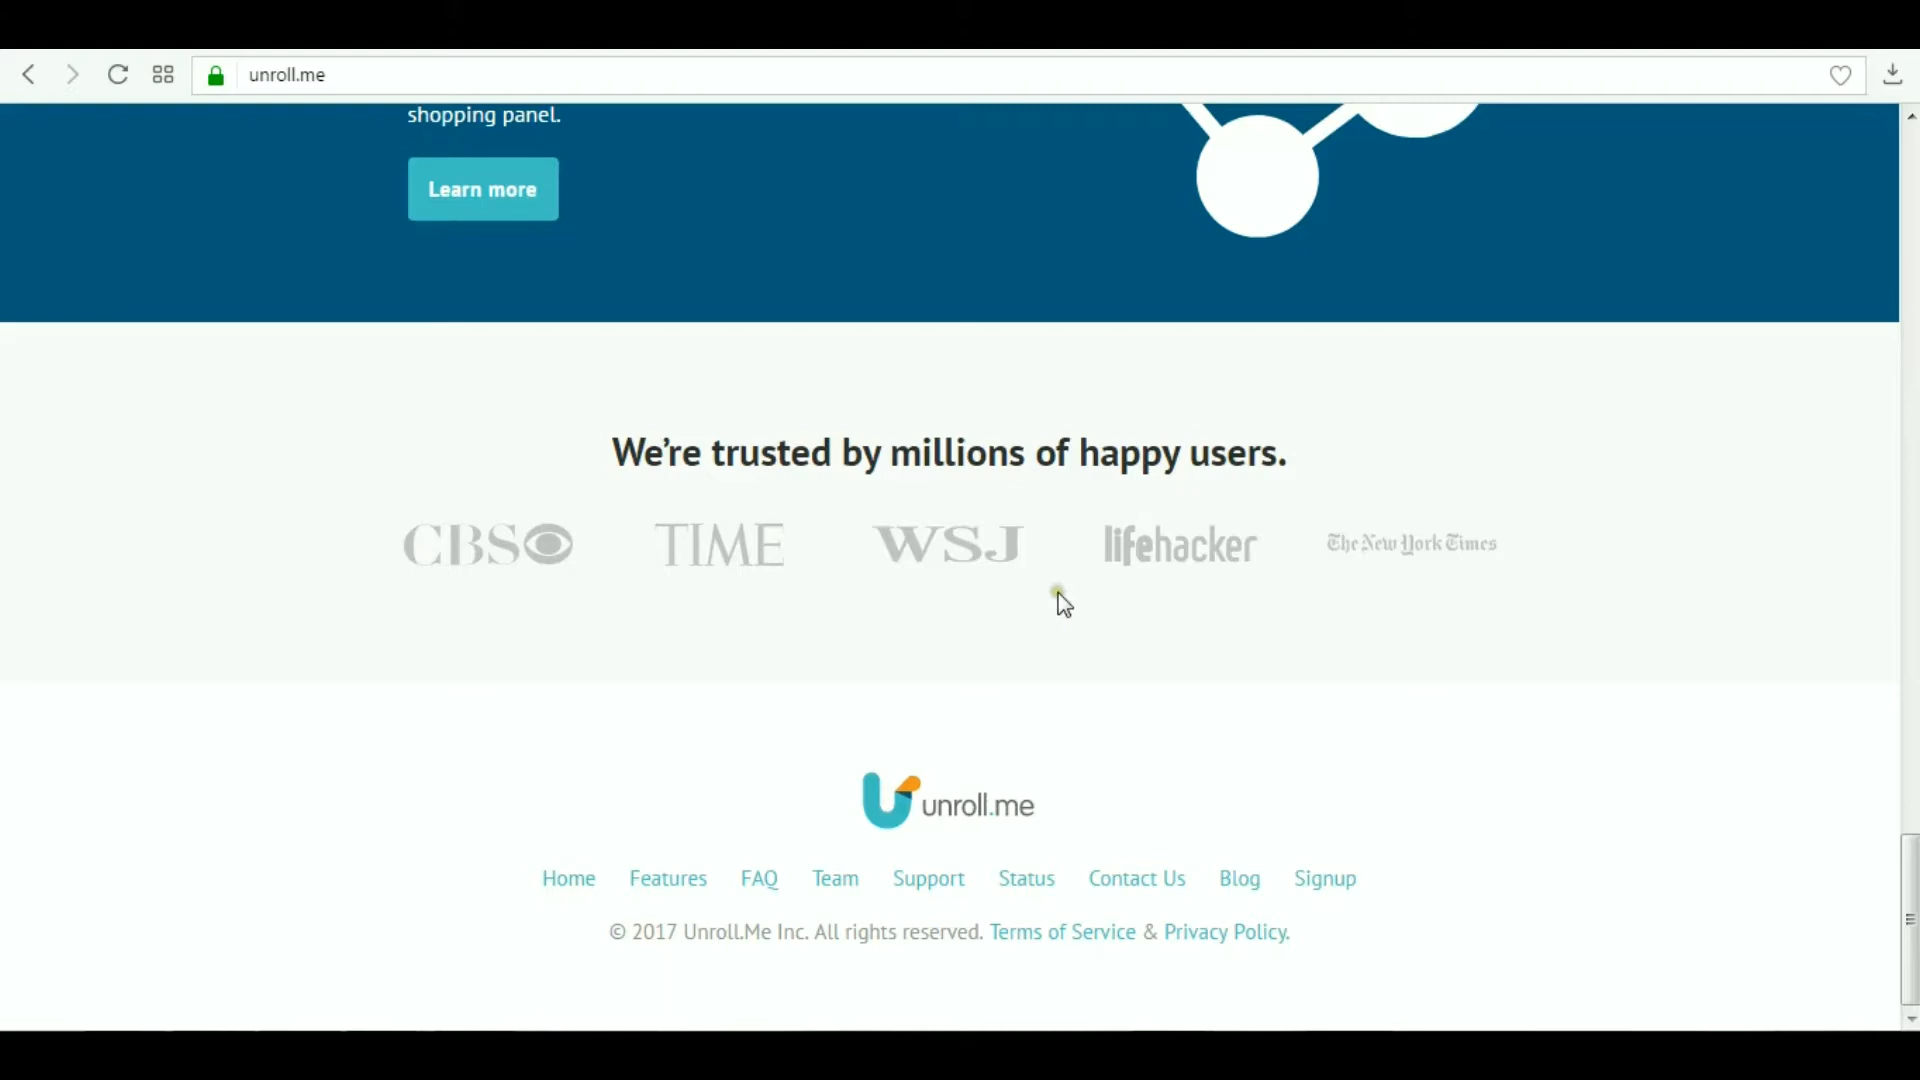 unroll.me
shopping panel.
Learn more
We're trusted by millions of happy users.
CBS TIME WSJ lifehacker The New York Times
unroll.me
Home Features FAQ Team Support Status Contact Us Blog Signup
© 2017 Unroll.Me Inc. All rights reserved. Terms of Service & Privacy Policy.